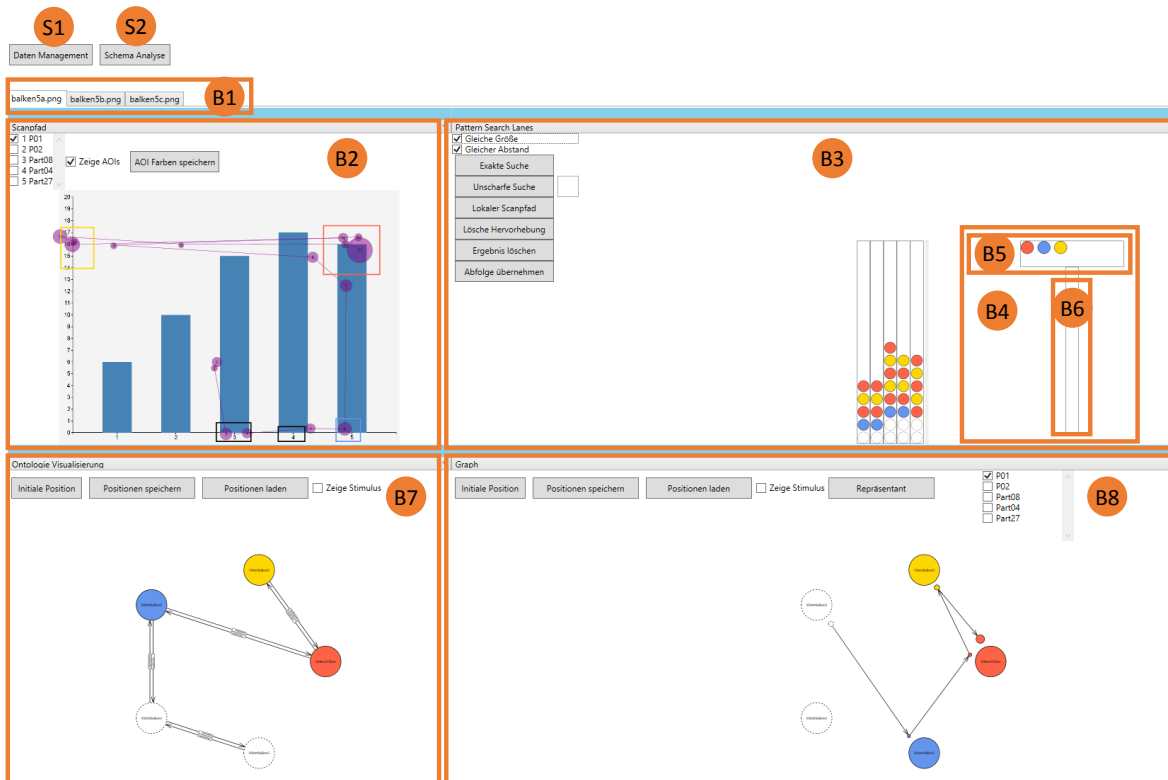 S1
S2
Daten Management
Schema Analyse
balken5a.png
balken5b.png
balken5c.png
B1
Scanpfad
1 P01
2 P02
3 Part08
4 Part04
5 Part27
Zeige AOIs
AOI Farben speichern
B2
20
19
18
17
16
15
14
13
12
11
10
9
8
7
6
5
4
3
2
1
0
1
2
3
4
5
Pattern Search Lanes
Gleiche Größe
Gleicher Abstand
Exakte Suche
Unscharfe Suche
Lokaler Scanpfad
Lösche Hervorhebung
Ergebnis löschen
Abfolge übernehmen
B3
B5
B4
B6
Ontologie Visualisierung
Initiale Position
Positionen speichern
Positionen laden
Zeige Stimulus
B7
Graph
Initiale Position
Positionen speichern
Positionen laden
Zeige Stimulus
Repräsentant
P01
P02
Part08
Part04
Part27
B8